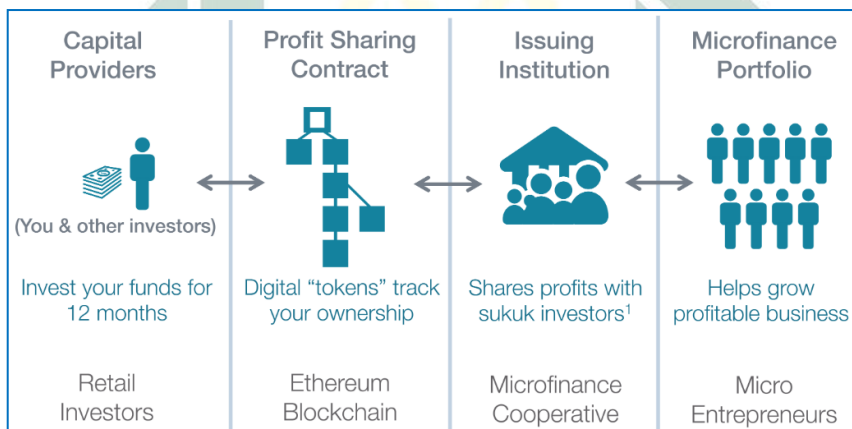 Capital
Providers
Profit Sharing
Contract
Issuing
Institution
Microfinance
Portfolio
(You & other investors)
Invest your funds for
12 months
Digital “tokens” track
your ownership
Shares profits with
sukuk investors¹
Helps grow
profitable business
Retail
Investors
Ethereum
Blockchain
Microfinance
Cooperative
Micro
Entrepreneurs